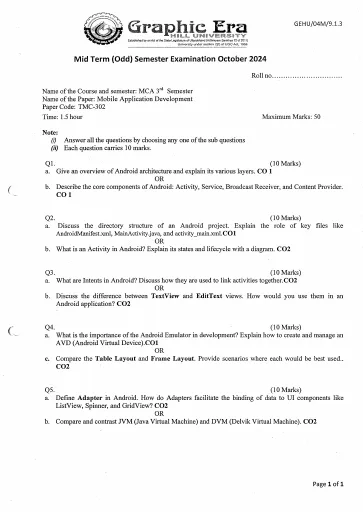 GEHU/04M/9.1.3
Graphic Era
HILL UNIVERSITY
Mid Term (Odd) Semester Examination October 2024
Roll no..............................
Name of the Course and semester: MCA 3rd Semester
Name of the Paper: Mobile Application Development
Paper Code: TMC-302
Time: 1.5 hour
Maximum Marks: 50
Note:
(i) Answer all the questions by choosing any one of the sub questions
(ii) Each question carries 10 marks.
Q1. (10 Marks)
a. Give an overview of Android architecture and explain its various layers. CO 1
OR
b. Describe the core components of Android: Activity, Service, Broadcast Receiver, and Content Provider.
CO 1
Q2. (10 Marks)
a. Discuss the directory structure of an Android project. Explain the role of key files like
AndroidManifest.xml, MainActivity.java, and activity_main.xml.CO1
OR
b. What is an Activity in Android? Explain its states and lifecycle with a diagram. CO2
Q3. (10 Marks)
a. What are Intents in Android? Discuss how they are used to link activities together.CO2
OR
b. Discuss the difference between TextView and EditText views. How would you use them in an
Android application? CO2
Q4. (10 Marks)
a. What is the importance of the Android Emulator in development? Explain how to create and manage an
AVD (Android Virtual Device).CO1
OR
c. Compare the Table Layout and Frame Layout. Provide scenarios where each would be best used..
CO2
Q5. (10 Marks)
a. Define Adapter in Android. How do Adapters facilitate the binding of data to UI components like
ListView, Spinner, and GridView? CO2
OR
b. Compare and contrast JVM (Java Virtual Machine) and DVM (Delvik Virtual Machine). CO2
Page 1 of 1